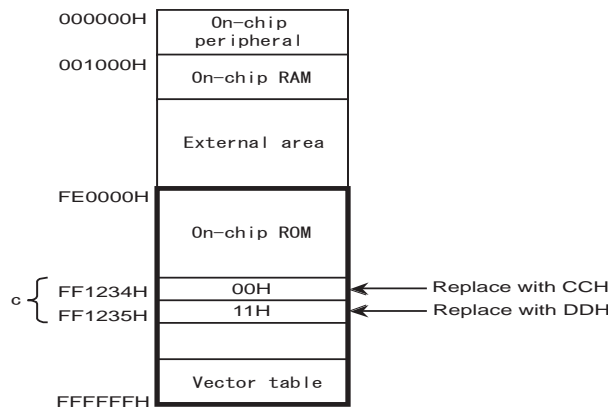 000000H
On-chip
peripheral
001000H
On-chip RAM
External area
FE0000H
On-chip ROM
c
FF1234H
00H
Replace with CCH
FF1235H
11H
Replace with DDH
Vector table
FFFFFFH